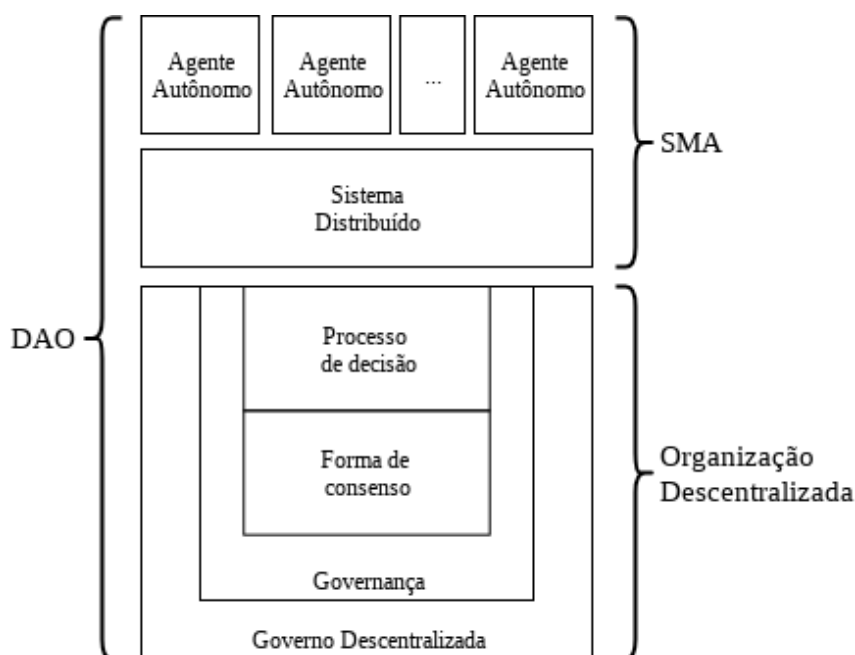 Agente
Autônomo
Agente
Autônomo
...
Agente
Autônomo
SMA
Sistema
Distribuído
DAO
Processo
de decisão
Forma de
consenso
Organização
Descentralizada
Governança
Governo Descentralizada